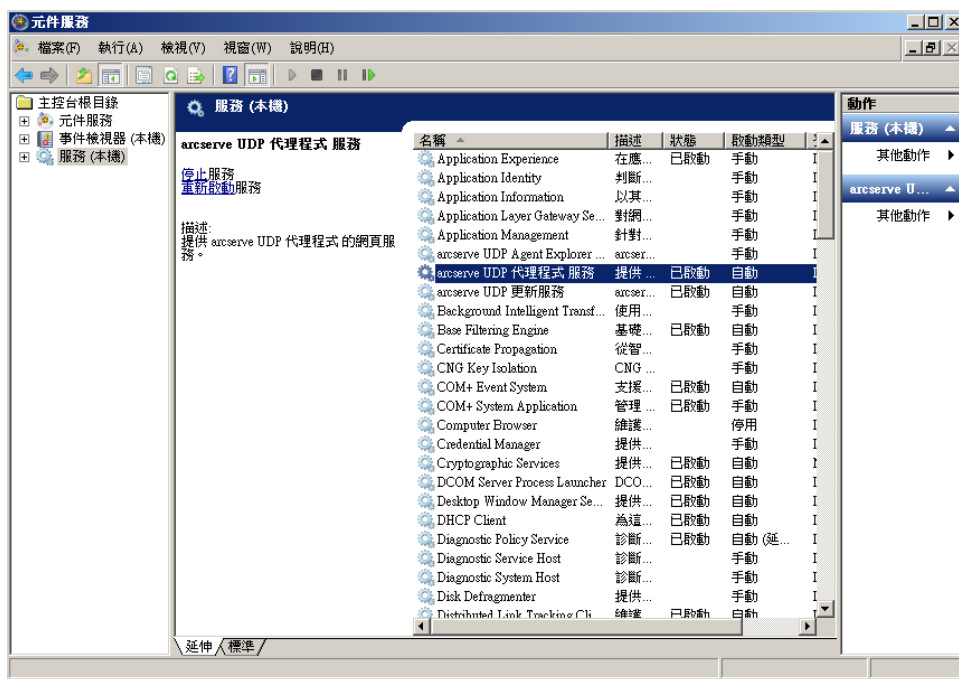 元件服務
檔案(F) 執行(A) 檢視(V) 視窗(W) 說明(H)
主控台根目錄
元件服務
事件檢視器 (本機)
服務 (本機)
服務 (本機)
arcserve UDP 代理程式 服務
停止服務
重新啟動服務
描述:
提供 arcserve UDP 代理程式 的網頁服
務。
名稱 描述 狀態 啟動類型
Application Experience 在應... 已啟動 手動
Application Identity 判斷... 手動
Application Information 以其... 手動
Application Layer Gateway Se... 對網... 手動
Application Management 針對... 手動
arcserve UDP Agent Explorer ... arcser... 手動
arcserve UDP 代理程式 服務 提供 ... 已啟動 自動
arcserve UDP 更新服務 arcser... 已啟動 自動
Background Intelligent Transf... 使用... 手動
Base Filtering Engine 基礎... 已啟動 自動
Certificate Propagation 從智... 手動
CNG Key Isolation CNG ... 手動
COM+ Event System 支援... 已啟動 自動
COM+ System Application 管理 ... 已啟動 手動
Computer Browser 維護... 停用
Credential Manager 提供... 手動
Cryptographic Services 提供... 已啟動 自動
DCOM Server Process Launcher DCO... 已啟動 自動
Desktop Window Manager Se... 提供... 已啟動 自動
DHCP Client 為這... 已啟動 自動
Diagnostic Policy Service 診斷... 已啟動 自動 (延...
Diagnostic Service Host 診斷... 手動
Diagnostic System Host 診斷... 手動
Disk Defragmenter 提供... 手動
Distributed Link Tracking Cli... 維護... 已啟動 自動
延伸 標準
動作
服務 (本機)
其他動作
arcserve U...
其他動作